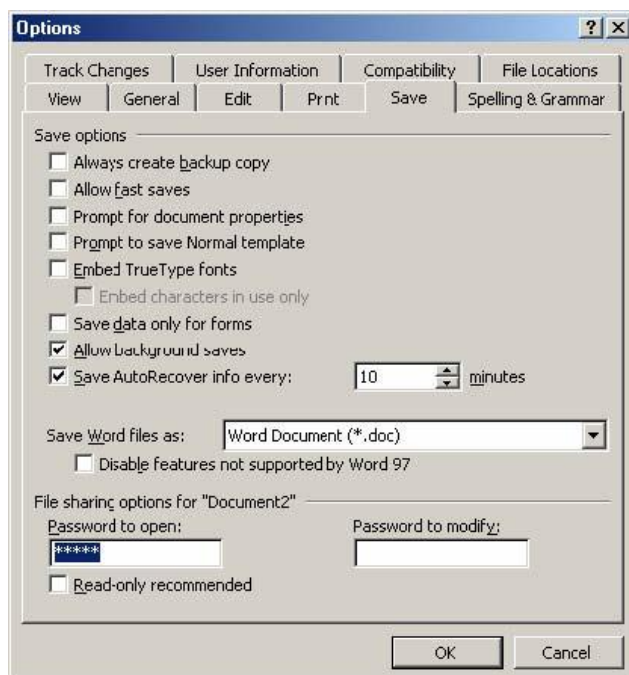 Options
Track Changes User Information Compatibility File Locations
View General Edit Print Save Spelling & Grammar
Save options
Always create backup copy
Allow fast saves
Prompt for document properties
Prompt to save Normal template
Embed TrueType fonts
Embed characters in use only
Save data only for forms
Allow background saves
Save AutoRecover info every: 10 minutes
Save Word files as: Word Document (*.doc)
Disable features not supported by Word 97
File sharing options for "Document2"
Password to open: Password to modify:
*****
Read-only recommended
OK Cancel